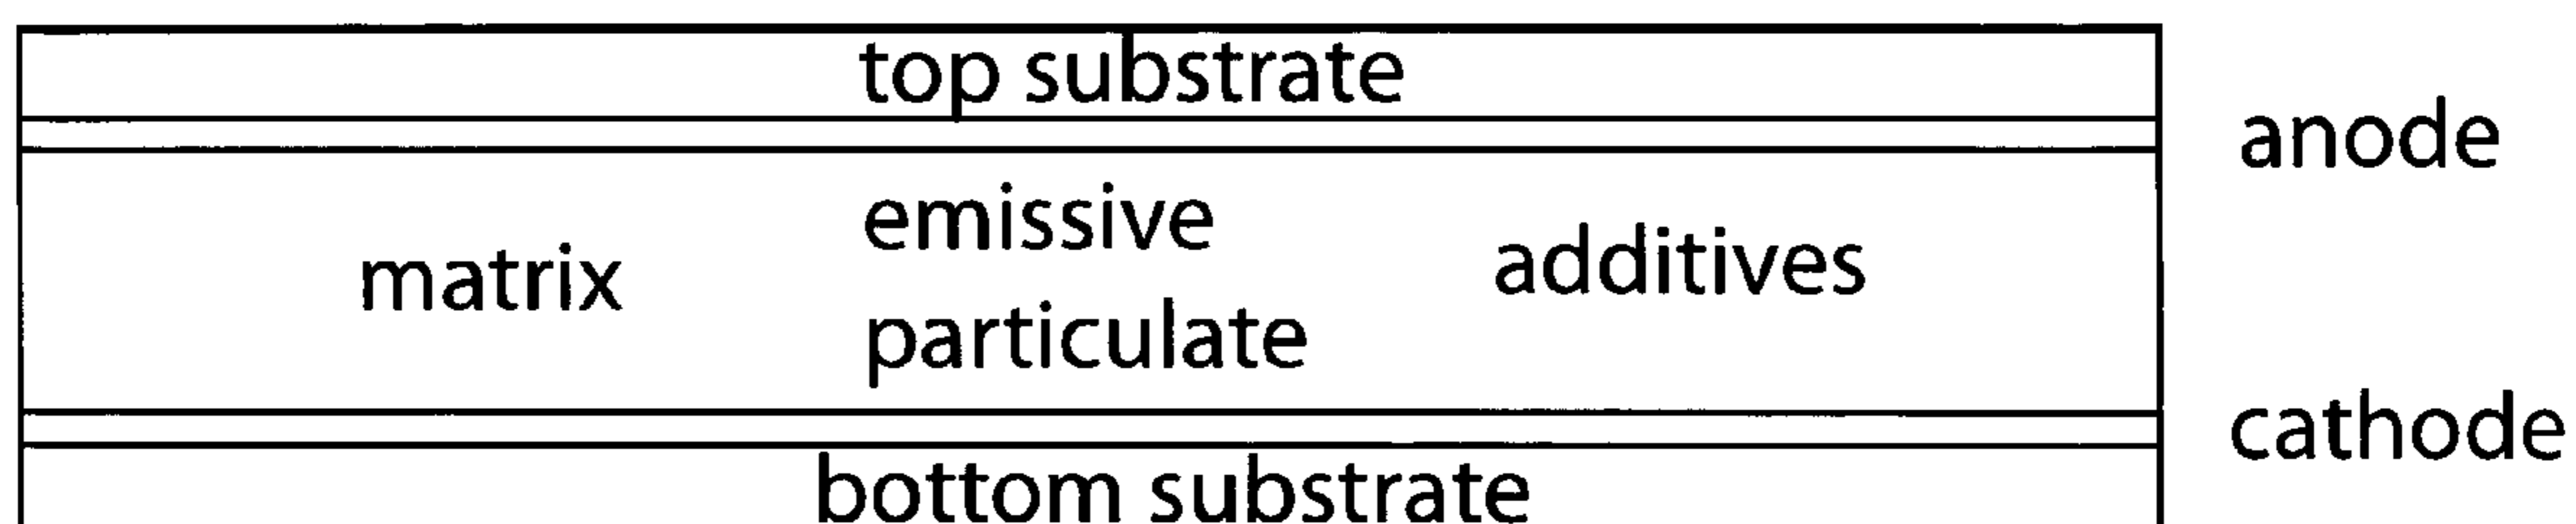 top substrate
anode
emissive
matrix
additives
particulate
cathode
bottom substrate